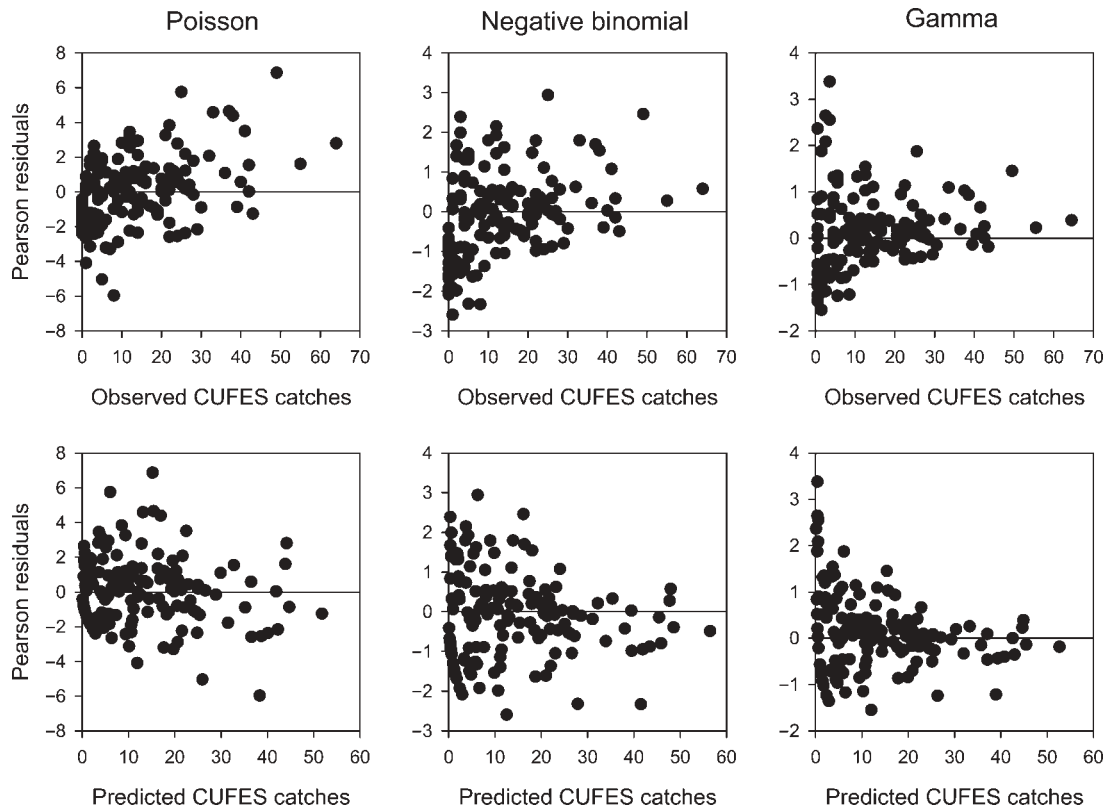 Poisson
Negative binomial
Gamma
Pearson residuals
8
6
4
2
0
−2
−4
−6
−8
0 10 20 30 40 50 60 70
Observed CUFES catches
4
3
2
1
0
−1
−2
−3
0 10 20 30 40 50 60 70
Observed CUFES catches
4
3
2
1
0
−1
−2
0 10 20 30 40 50 60 70
Observed CUFES catches
Pearson residuals
8
6
4
2
0
−2
−4
−6
−8
0 10 20 30 40 50 60
Predicted CUFES catches
4
3
2
1
0
−1
−2
−3
0 10 20 30 40 50 60
Predicted CUFES catches
4
3
2
1
0
−1
−2
0 10 20 30 40 50 60
Predicted CUFES catches